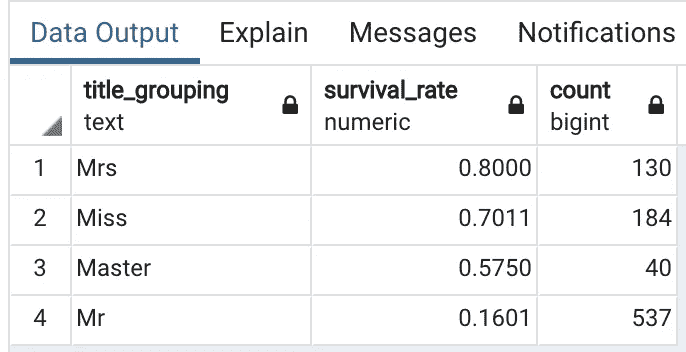 Data Output Explain Messages Notifications
title_grouping survival_rate count
text numeric bigint
1 Mrs 0.8000 130
2 Miss 0.7011 184
3 Master 0.5750 40
4 Mr 0.1601 537